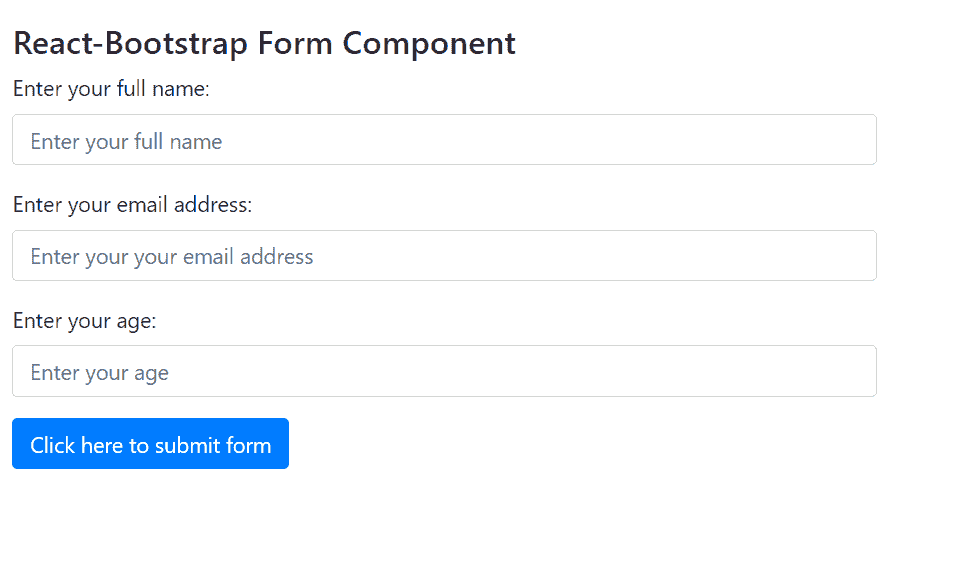 React-Bootstrap Form Component
Enter your full name:
Enter your full name
Enter your email address:
Enter your your email address
Enter your age:
Enter your age
Click here to submit form